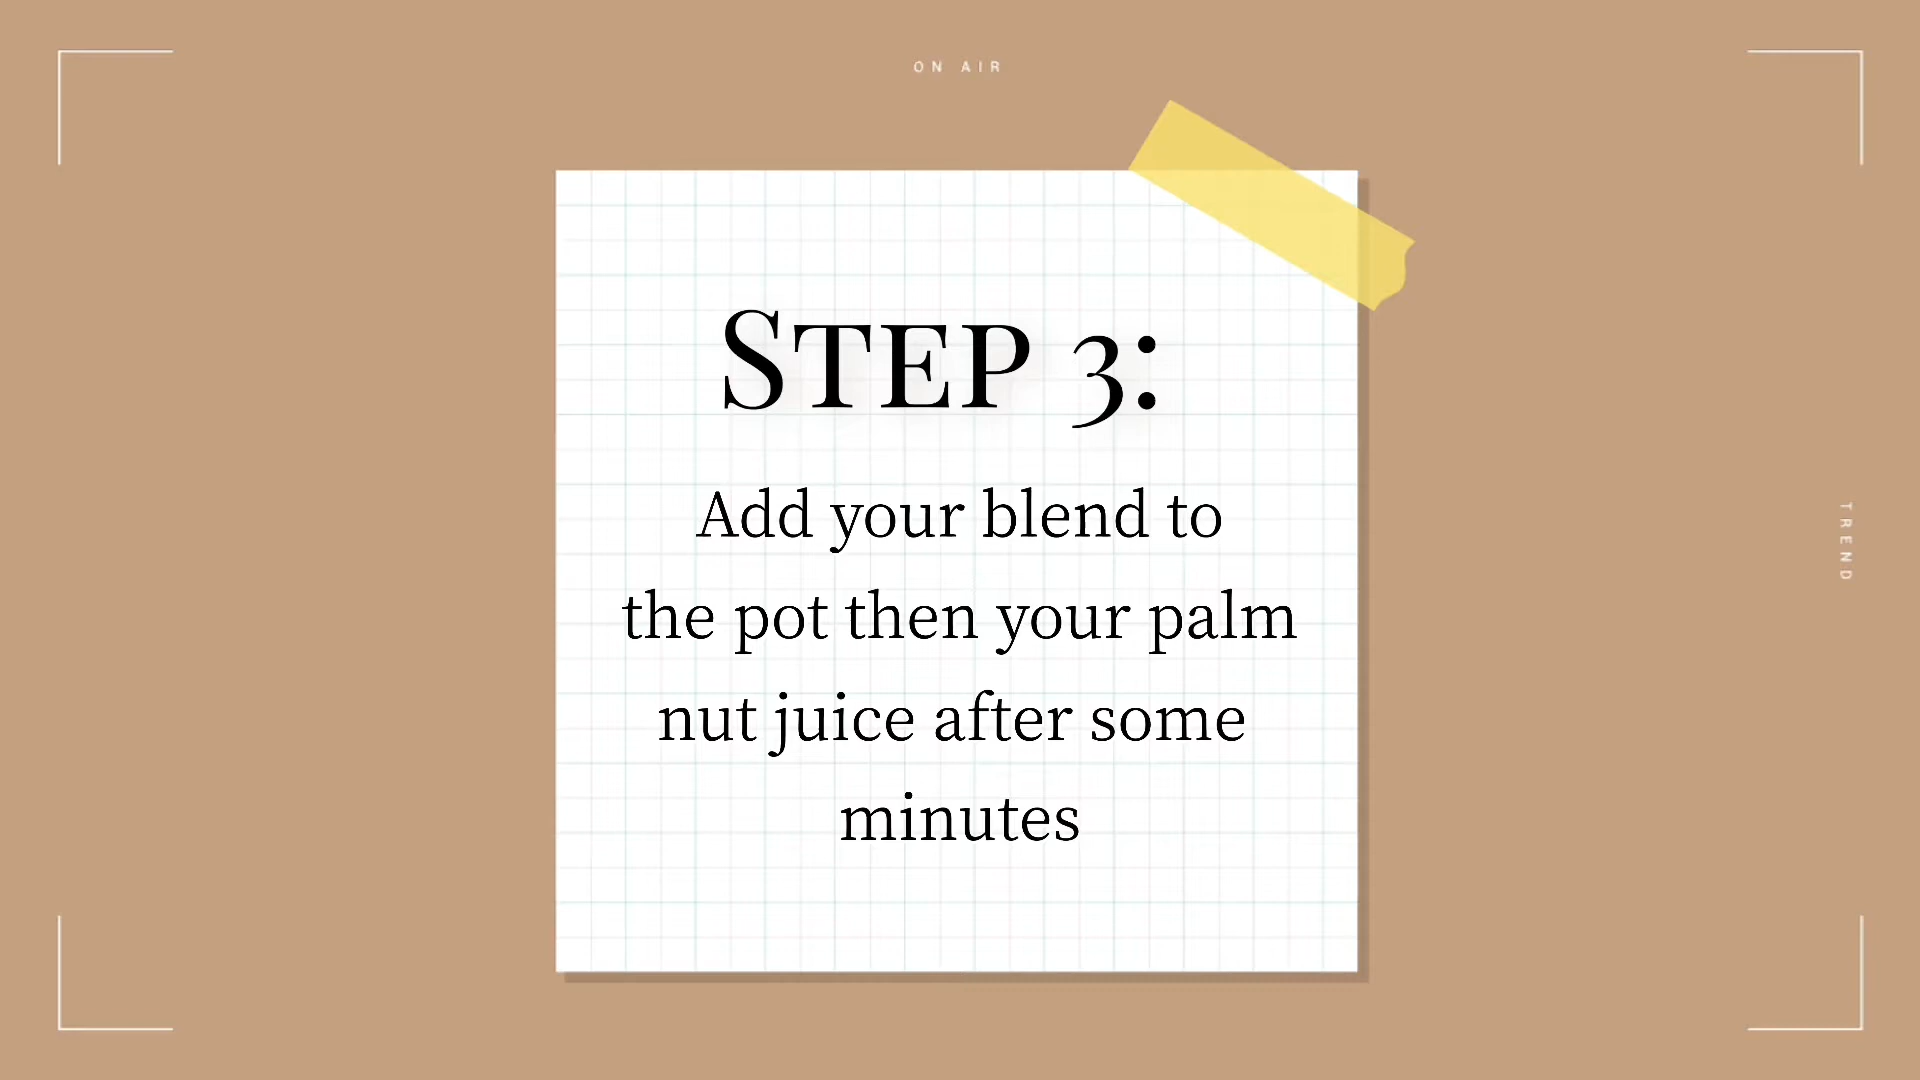 ON AIR
STEP 3:
Add your blend to
the pot then your palm
nut juice after some
minutes
TREND